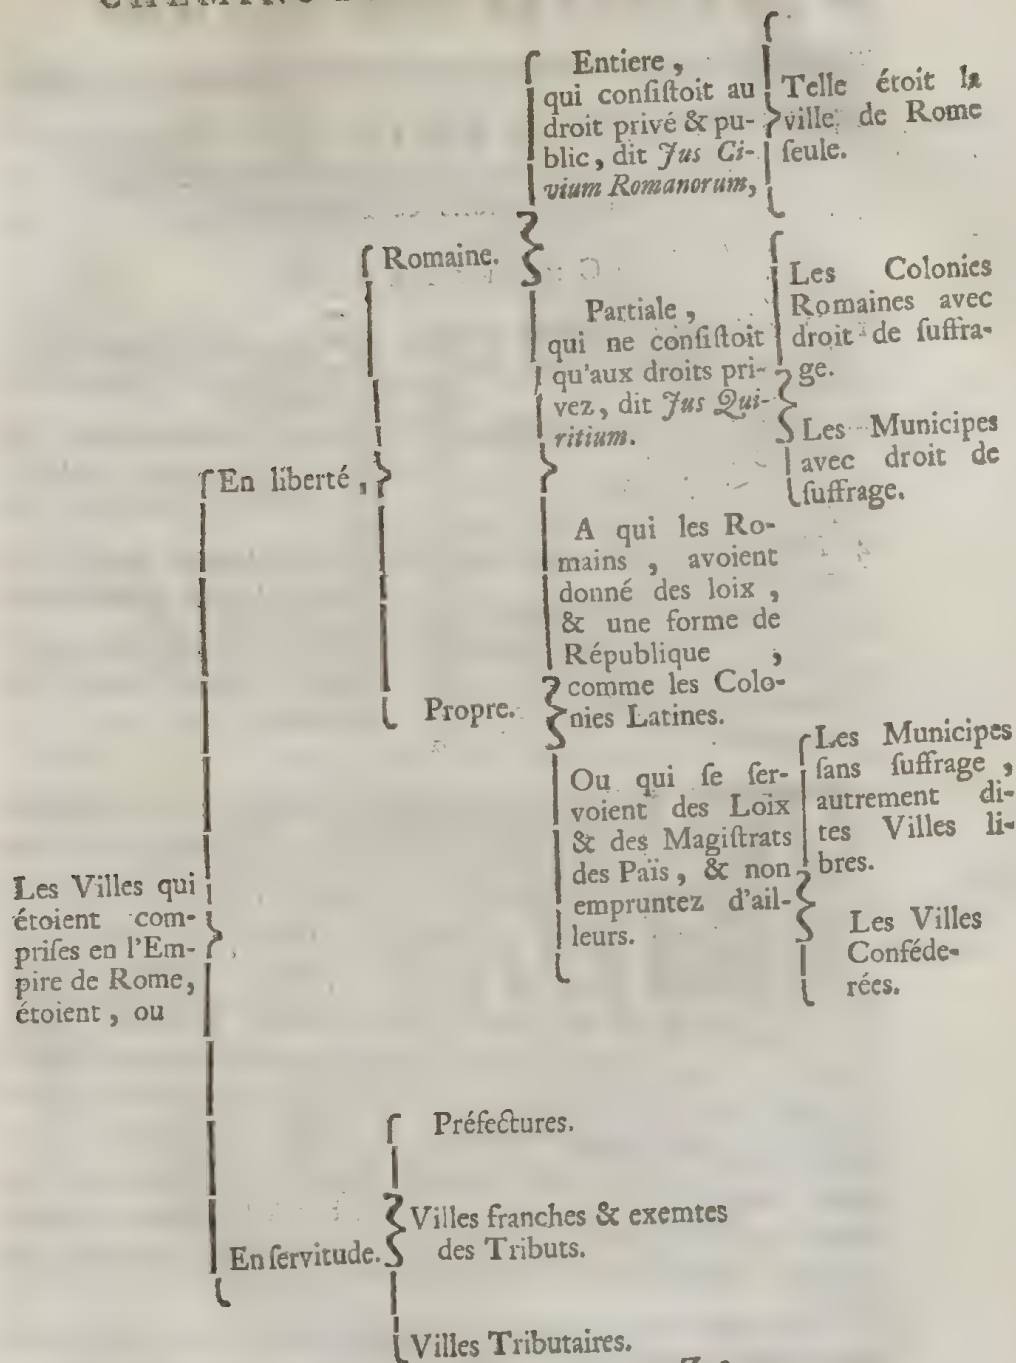 Entiere,
qui consistoit au
droit privé & pu-
blic, dit Jus Ci-
vium Romanorum,
Telle étoit la
ville de Rome
seule.
Romaine.
Partiale,
qui ne consistoit
qu'aux droits pri-
vez, dit Jus Qui-
ritium.
Les Colonies
Romaines avec
droit de suffra-
ge.
Les Municipes
avec droit de
suffrage.
En liberté,
A qui les Ro-
mains, avoient
donné des loix,
& une forme de
République,
comme les Colo-
nies Latines.
Propre.
Ou qui se ser-
voient des Loix
& des Magistrats
des Païs, & non
empruntez d'ail-
leurs.
Les Municipes
sans suffrage,
autrement di-
tes Villes li-
bres.
Les Villes
Conféde-
rées.
Les Villes qui
étoient com-
prises en l'Em-
pire de Rome,
étoient, ou
Préfectures.
Villes franches & exemtes
des Tributs.
En servitude.
Villes Tributaires.